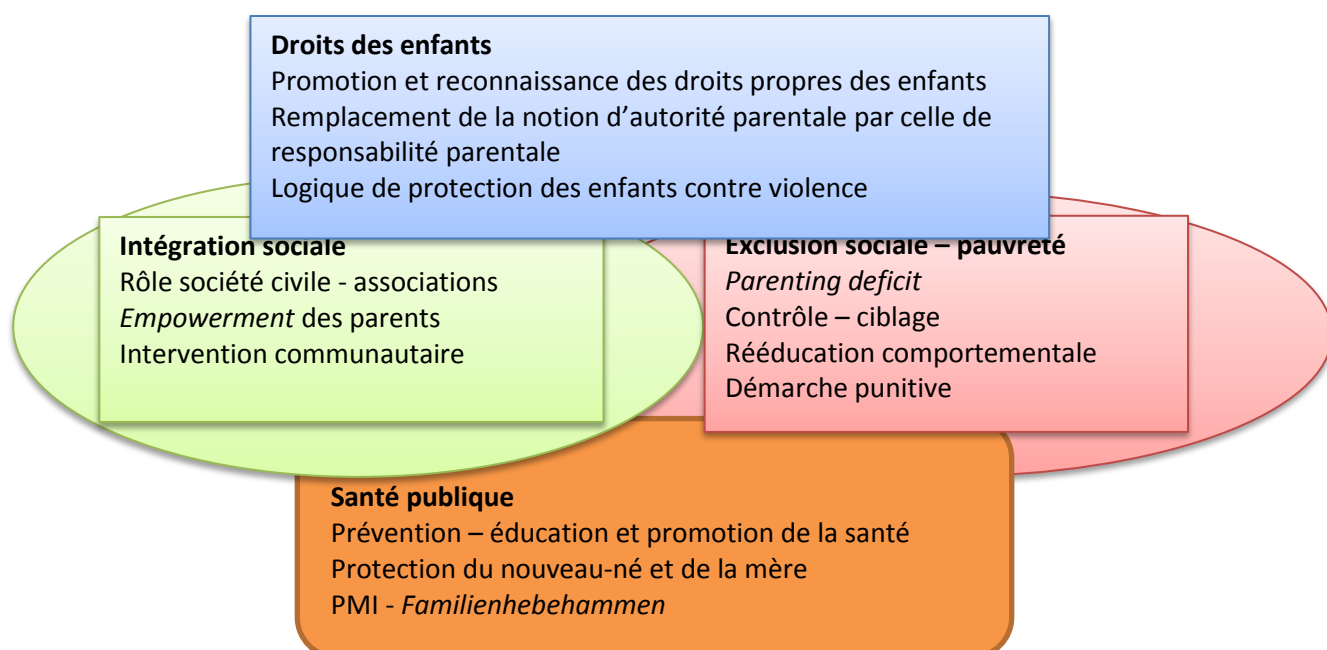 Droits des enfants
Promotion et reconnaissance des droits propres des enfants
Remplacement de la notion d’autorité parentale par celle de
responsabilité parentale
Logique de protection des enfants contre violence
Intégration sociale
Rôle société civile - associations
Empowerment des parents
Intervention communautaire
Exclusion sociale – pauvreté
Parenting deficit
Contrôle – ciblage
Rééducation comportementale
Démarche punitive
Santé publique
Prévention – éducation et promotion de la santé
Protection du nouveau-né et de la mère
PMI - Familienhebehammen